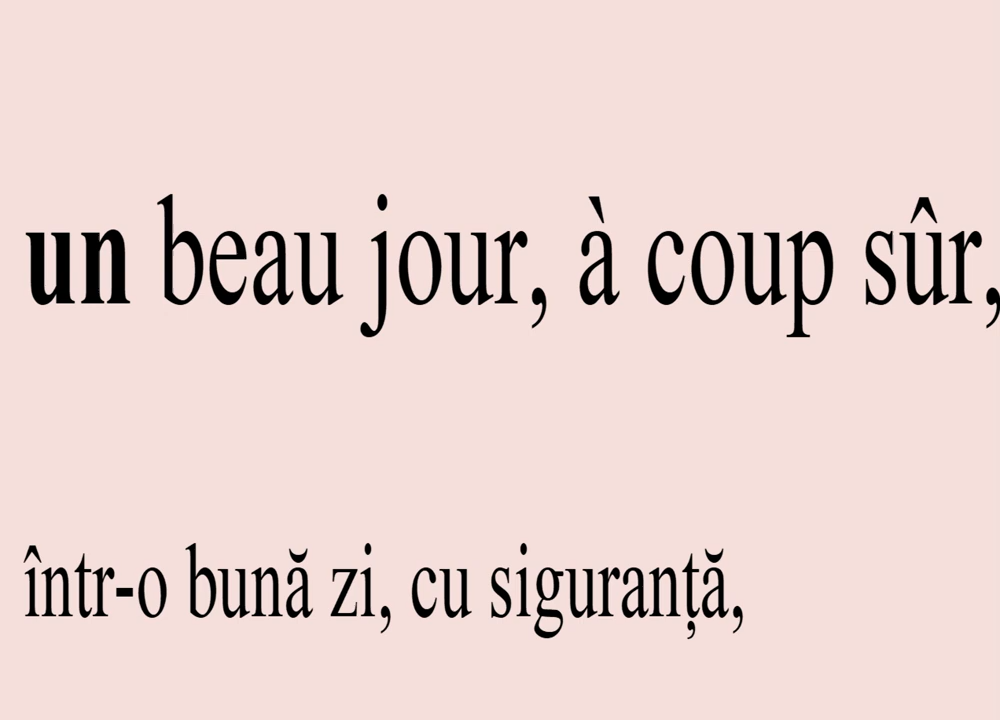 un beau jour, à coup sûr,
într-o bună zi, cu siguranță,